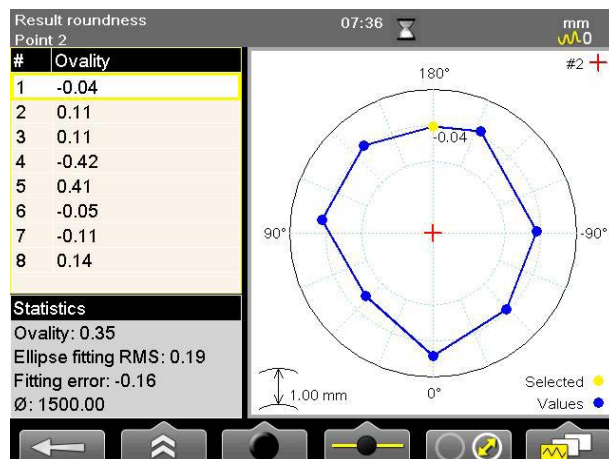 Result roundness
Point 2
07:36
mm
0
# Ovality
1 -0.04
2 0.11
3 0.11
4 -0.42
5 0.41
6 -0.05
7 -0.11
8 0.14
Statistics
Ovality: 0.35
Ellipse fitting RMS: 0.19
Fitting error: -0.16
Ø: 1500.00
#2
180°
-0.04
90°
-90°
0°
1.00 mm
Selected
Values